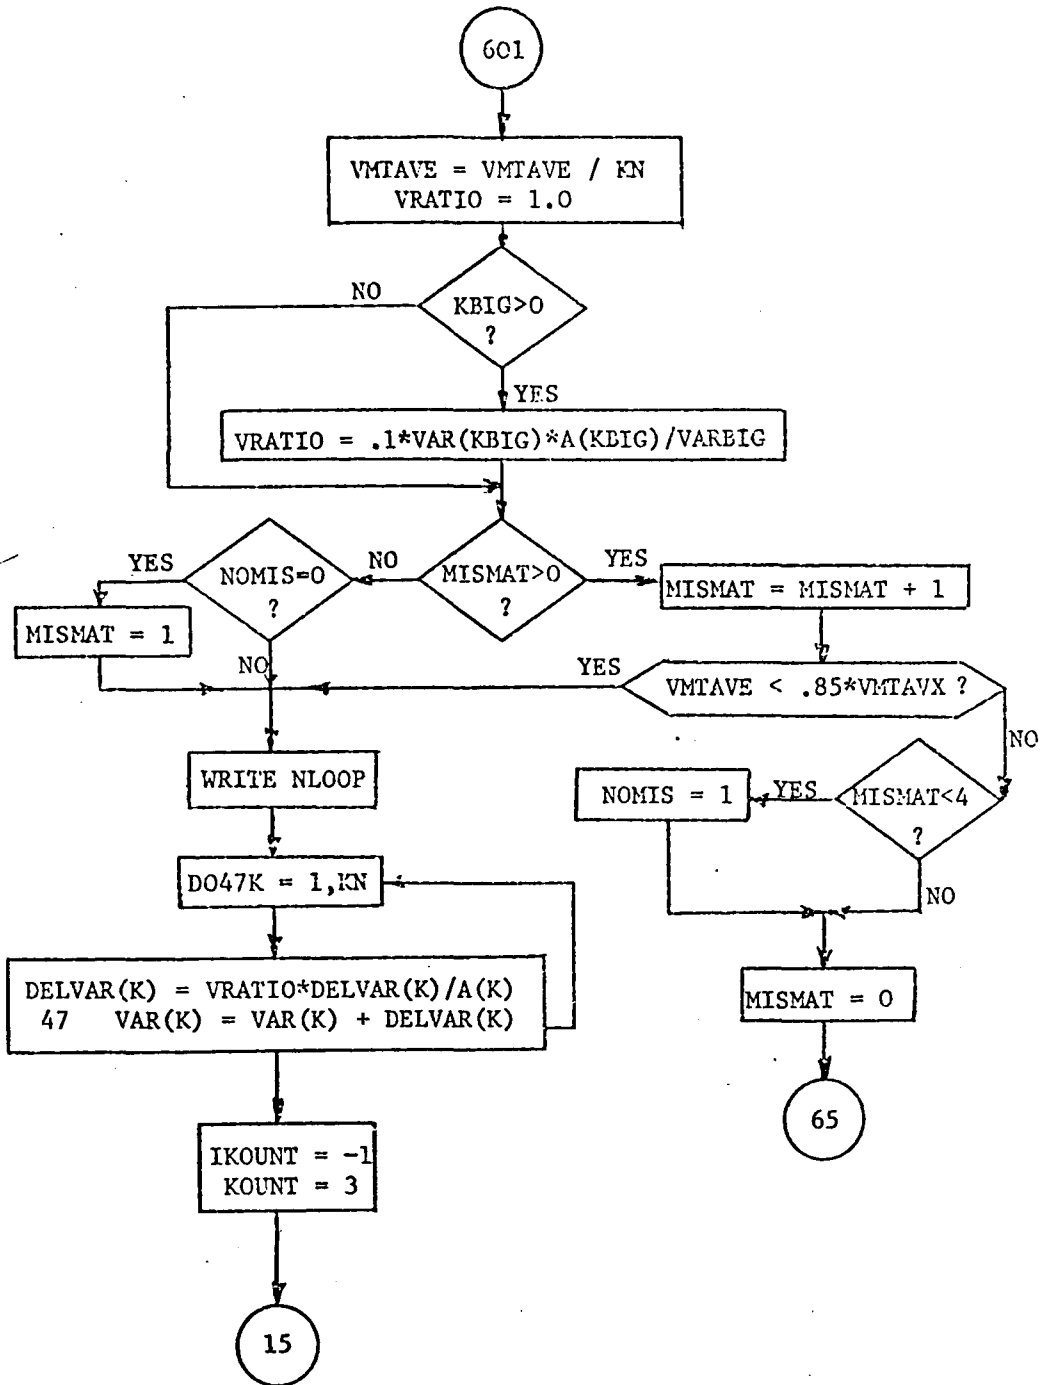 601
VMTAVE = VMTAVE / KN
VRATIO = 1.0
NO
KBIG>0
?
YES
VRATIO = .1*VAR(KBIG)*A(KBIG)/VARBIG
YES
NOMIS=0
?
NO
MISMAT>0
?
YES
MISMAT = MISMAT + 1
MISMAT = 1
NO
YES
VMTAVE < .85*VMTAVX ?
NO
WRITE NLOOP
NOMIS = 1
YES
MISMAT<4
?
NO
DO47K = 1,KN
DELVAR(K) = VRATIO*DELVAR(K)/A(K)
47 VAR(K) = VAR(K) + DELVAR(K)
MISMAT = 0
65
IKOUNT = -1
KOUNT = 3
15